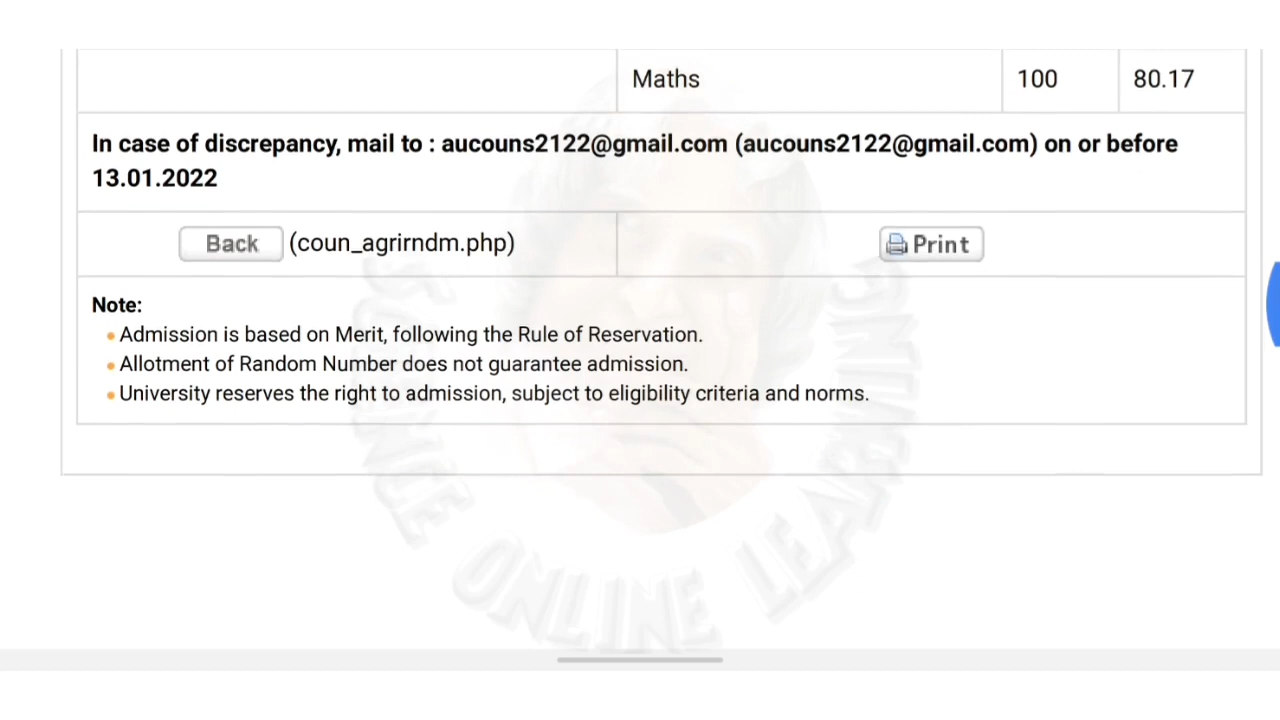 Maths 100 80.17
In case of discrepancy, mail to : aucouns2122@gmail.com (aucouns2122@gmail.com) on or before
13.01.2022
Back (coun_agrirndm.php) Print
Note:
Admission is based on Merit, following the Rule of Reservation.
Allotment of Random Number does not guarantee admission.
University reserves the right to admission, subject to eligibility criteria and norms.
SCIENCE ONLINE LEARNING